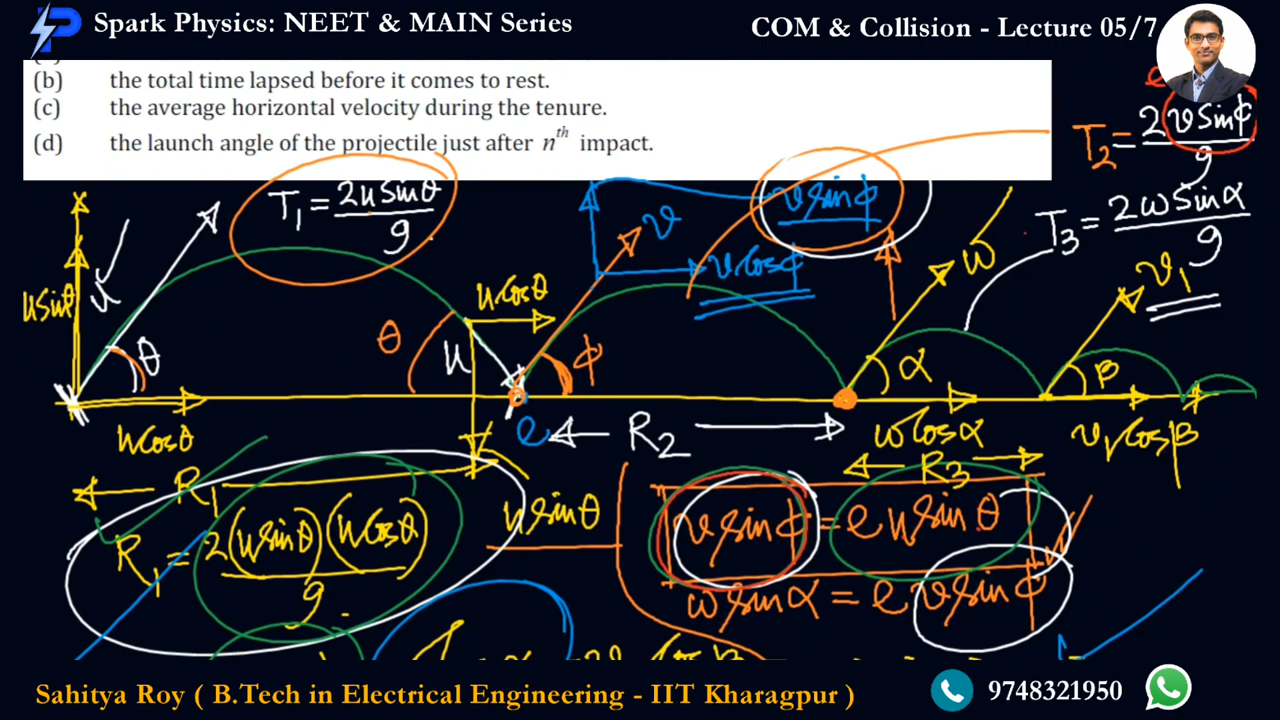 Spark Physics: NEET & MAIN Series
COM & Collision - Lecture 05/7
(b) the total time lapsed before it comes to rest.
(c) the average horizontal velocity during the tenure.
(d) the launch angle of the projectile just after nᵗʰ impact.
T₂ = 2 v sinϕ / g
T₁ = 2u sinθ / g
T₃ = 2ω sinα / g
v sinϕ
v
v cosϕ
u sinθ
u
θ
u cosθ
θ
u
ϕ
ω
α
v₁
β
u cosθ
e
R₂
ω cosα
v₁ cosβ
R₁
R₃
u sinθ
R₁ = 2(u sinθ)(u cosθ) / g
v sinϕ = e u sinθ
ω sinα = e v sinϕ
Sahitya Roy ( B.Tech in Electrical Engineering - IIT Kharagpur )
9748321950